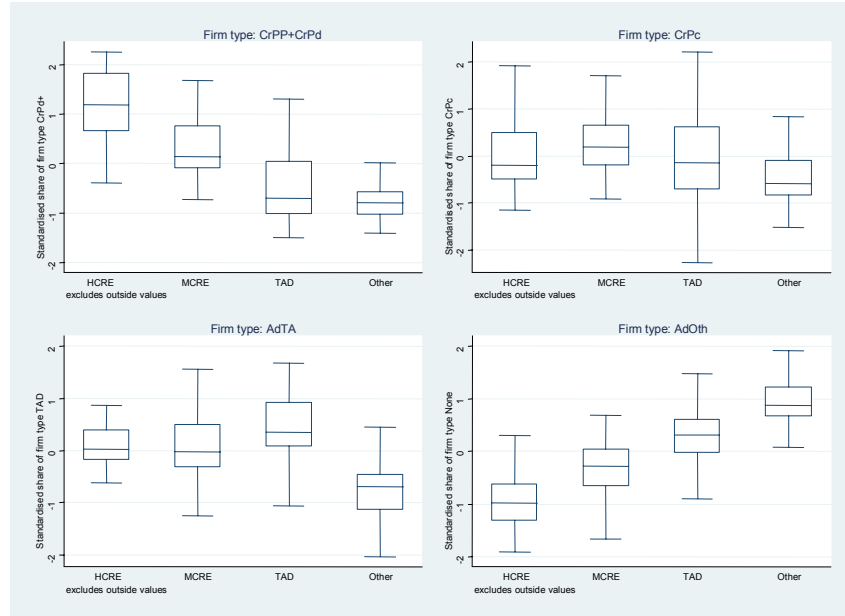 Firm type: CrPP+CrPd
Standardised share of firm type CrPd+
2
1
0
-1
-2
HCRE MCRE TAD Other
excludes outside values
Firm type: CrPc
Standardised share of firm type CrPc
2
1
0
-1
-2
HCRE MCRE TAD Other
excludes outside values
Firm type: AdTA
Standardised share of firm type TAD
2
1
0
-1
-2
HCRE MCRE TAD Other
excludes outside values
Firm type: AdOth
Standardised share of firm type None
2
1
0
-1
-2
HCRE MCRE TAD Other
excludes outside values